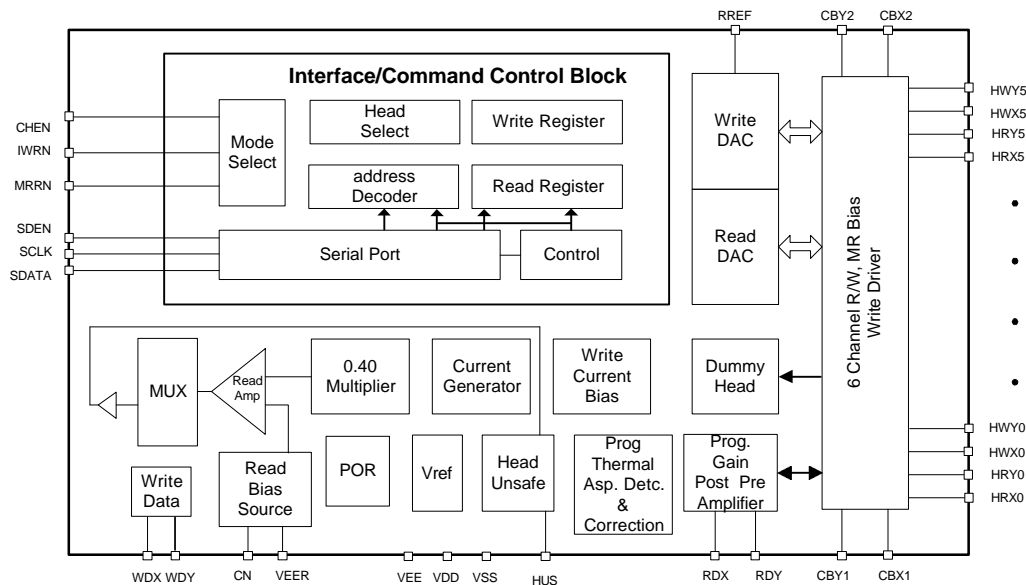 RREF
CBY2
CBX2
Interface/Command Control Block
CHEN
IWRN
MRRN
SDEN
SCLK
SDATA
Mode
Select
Head
Select
Write Register
address
Decoder
Read Register
Serial Port
Control
Write
DAC
Read
DAC
6 Channel R/W, MR Bias
Write Driver
HWY5
HWX5
HRY5
HRX5
MUX
Read
Amp
0.40
Multiplier
Current
Generator
Write
Current
Bias
Dummy
Head
Write
Data
Read
Bias
Source
POR
Vref
Head
Unsafe
Prog
Thermal
Asp. Detc.
&
Correction
Prog.
Gain
Post Pre
Amplifier
HWY0
HWX0
HRY0
HRX0
WDX
WDY
CN
VEER
VEE
VDD
VSS
HUS
RDX
RDY
CBY1
CBX1